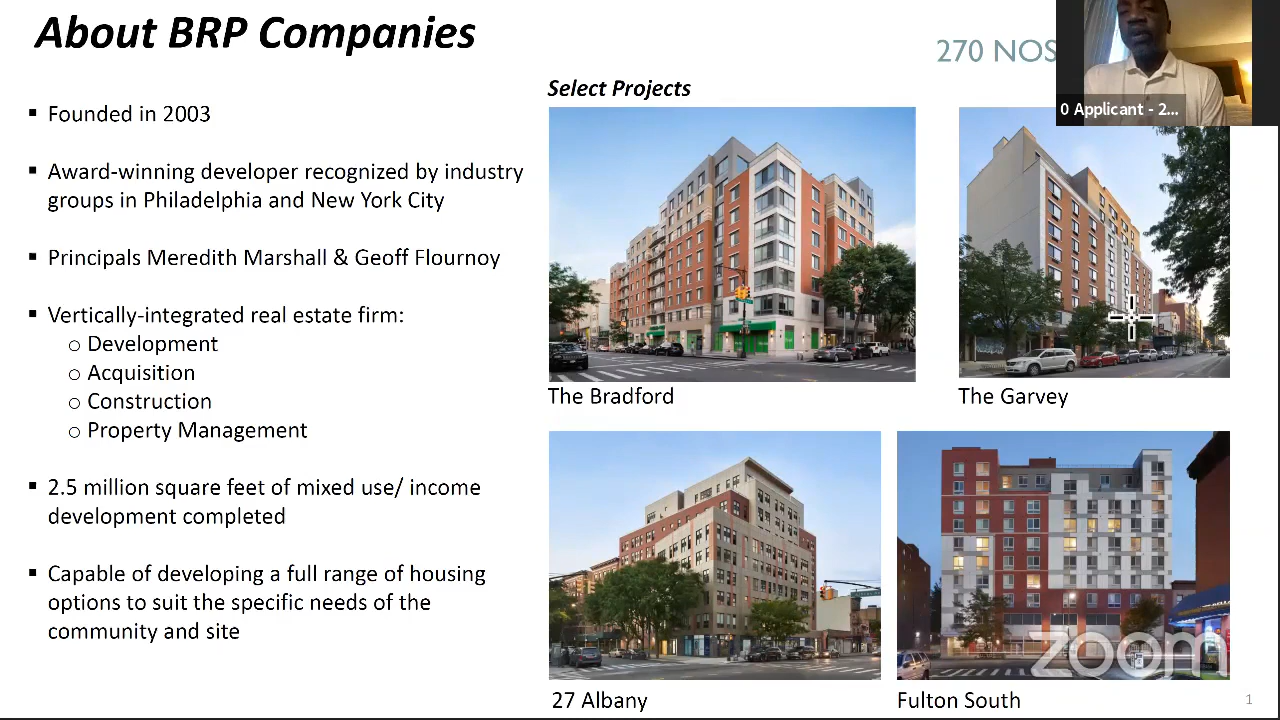 About BRP Companies
270 NOS
0 Applicant - 2...
Select Projects
▪ Founded in 2003
▪ Award-winning developer recognized by industry
groups in Philadelphia and New York City
▪ Principals Meredith Marshall & Geoff Flournoy
▪ Vertically-integrated real estate firm:
o Development
o Acquisition
o Construction
o Property Management
▪ 2.5 million square feet of mixed use/ income
development completed
▪ Capable of developing a full range of housing
options to suit the specific needs of the
community and site
The Bradford
The Garvey
27 Albany
Fulton South
zoom
1